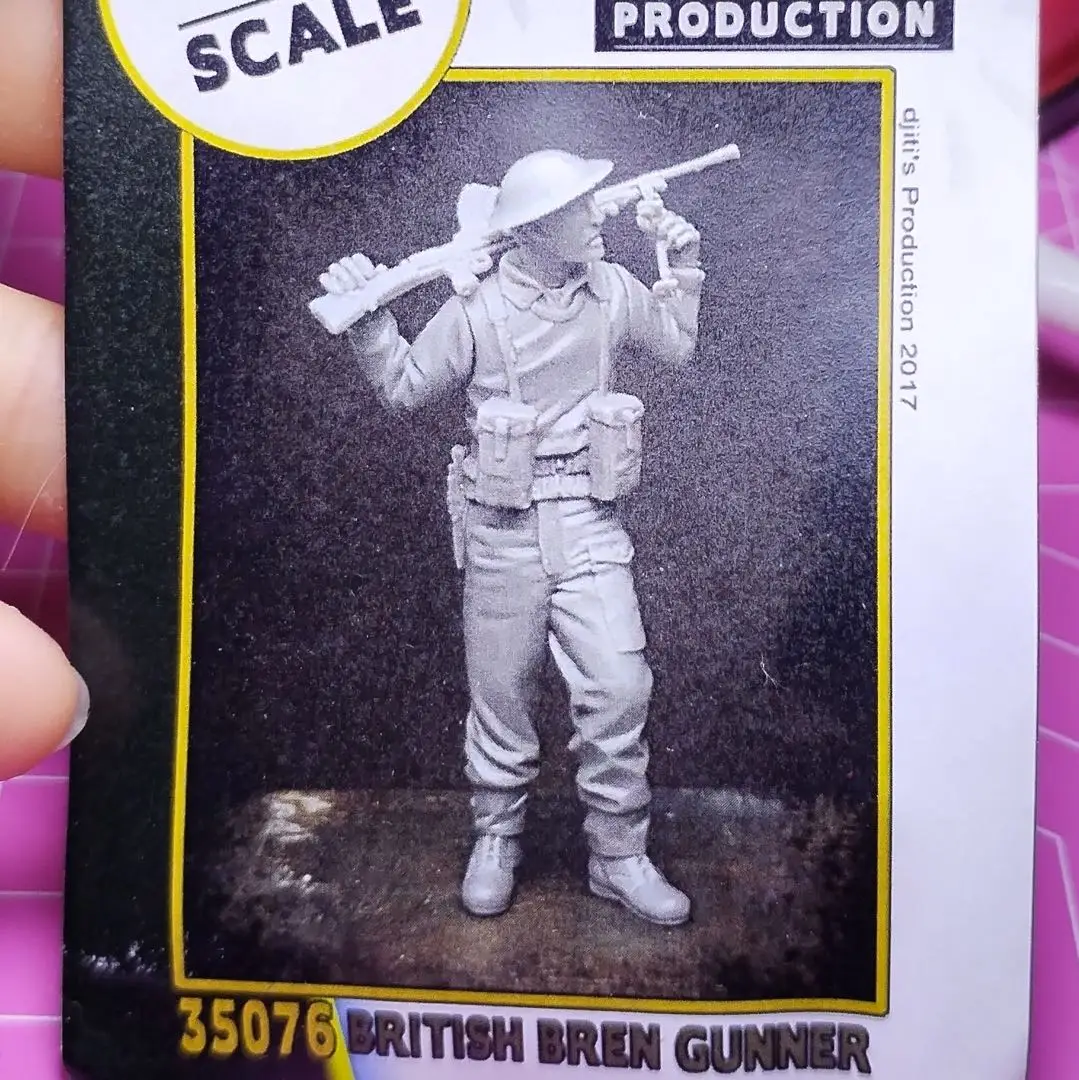 SCALE
PRODUCTION
djiti's Production 2017
35076 BRITISH BREN GUNNER